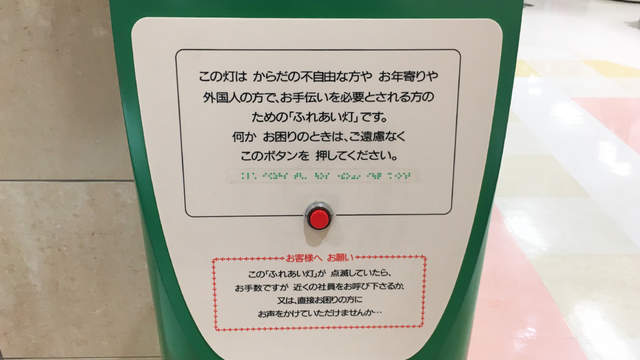 この灯は からだの不自由な方や お年寄りや
外国人の方で、お手伝いを必要とされる方の
ための「ふれあい灯」です。
何か お困りのときは、ご遠慮なく
このボタンを 押してください。
お客様へ お願い
この「ふれあい灯」が 点滅していたら、
お手数ですが 近くの社員をお呼び下さるか、
又は、直接お困りの方に
お声をかけていただけませんか…